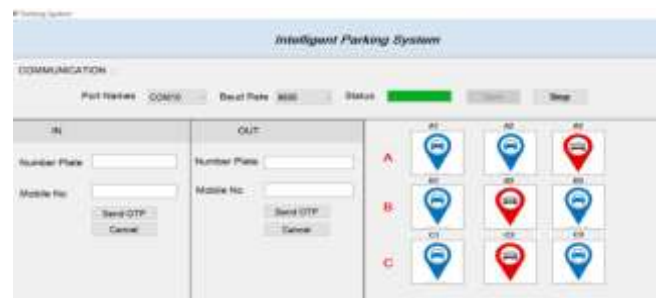 Parking System
Intelligent Parking System
COMMUNICATION
Port Names COM10 Baud Rate 9600 Status Stop
IN OUT
Number Plate Number Plate
Mobile No Mobile No
Send OTP Send OTP
Cancel Cancel
A1 A2 A3
A
B1 B2 B3
B
C1 C2 C3
C